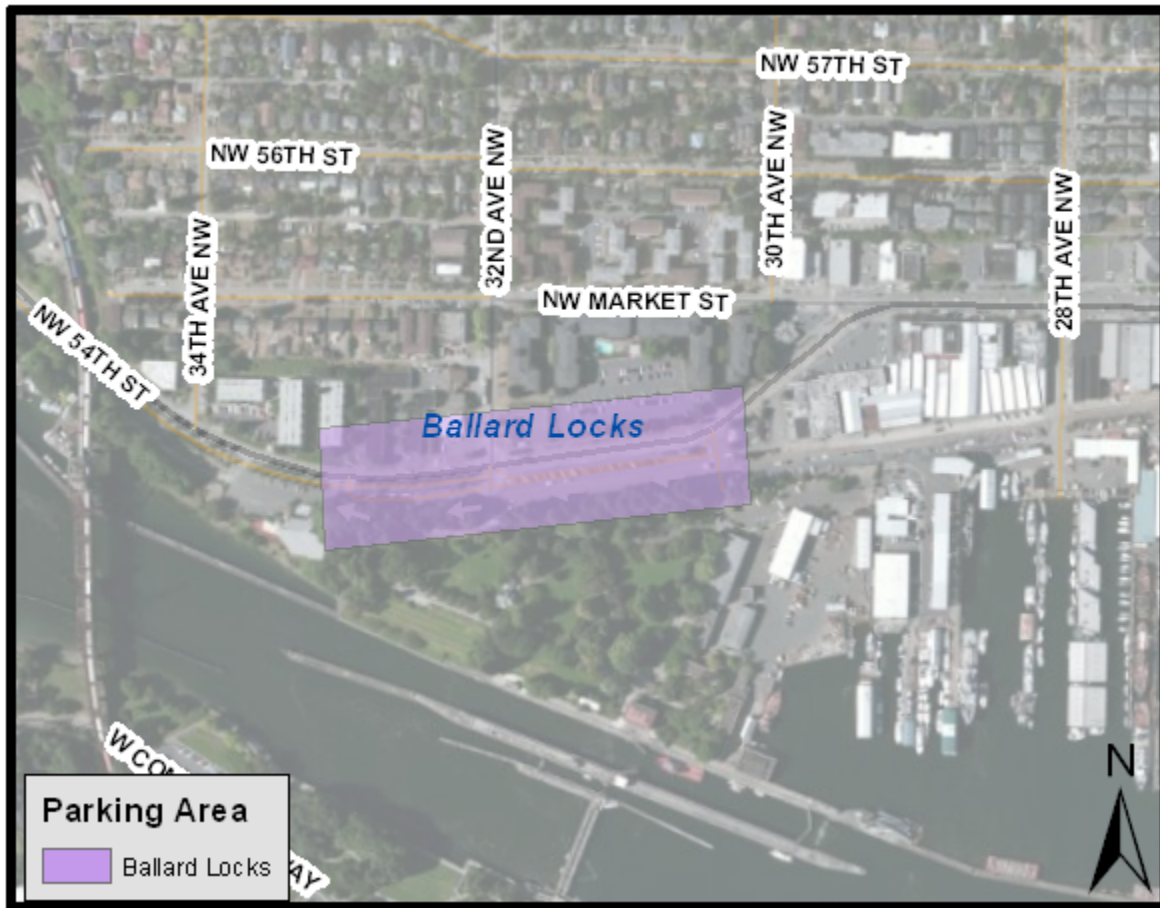 NW 57TH ST
NW 56TH ST
32ND AVE NW
30TH AVE NW
28TH AVE NW
34TH AVE NW
NW MARKET ST
NW 54TH ST
Ballard Locks
N
Parking Area
Ballard Locks